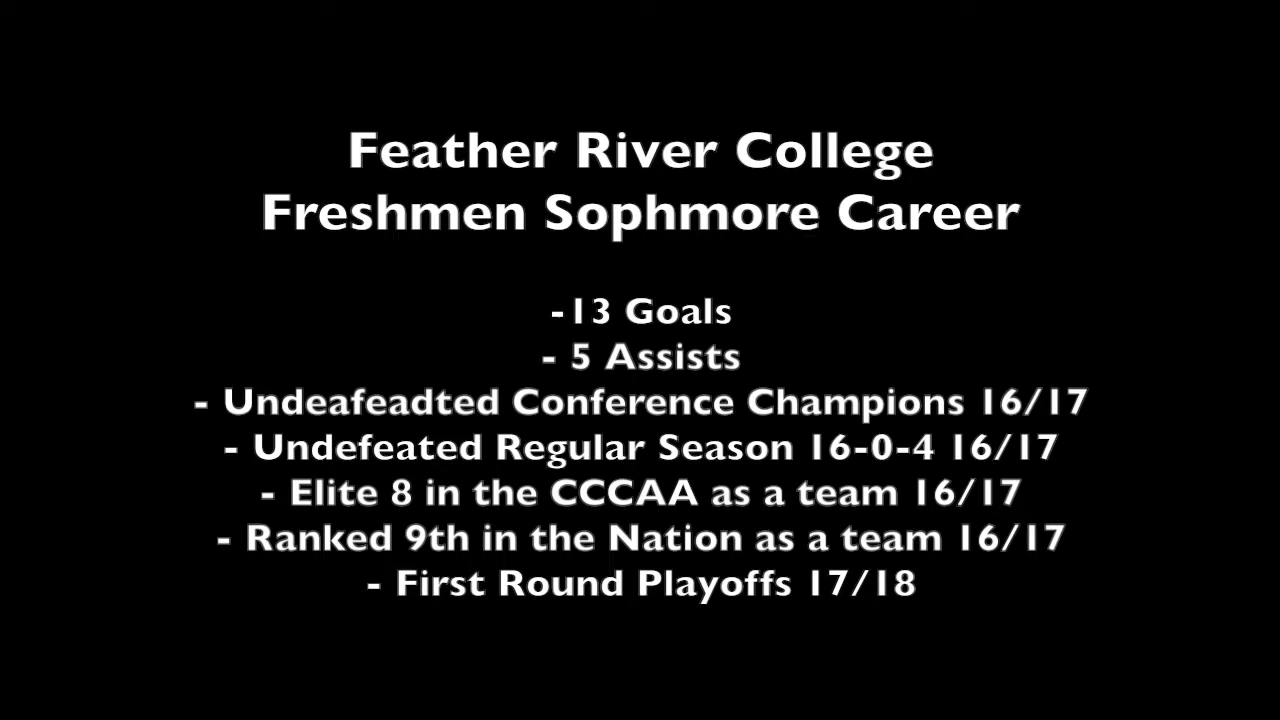 Feather River College
Freshmen Sophmore Career
-13 Goals
- 5 Assists
- Undeafeadted Conference Champions 16/17
- Undefeated Regular Season 16-0-4 16/17
- Elite 8 in the CCCAA as a team 16/17
- Ranked 9th in the Nation as a team 16/17
- First Round Playoffs 17/18